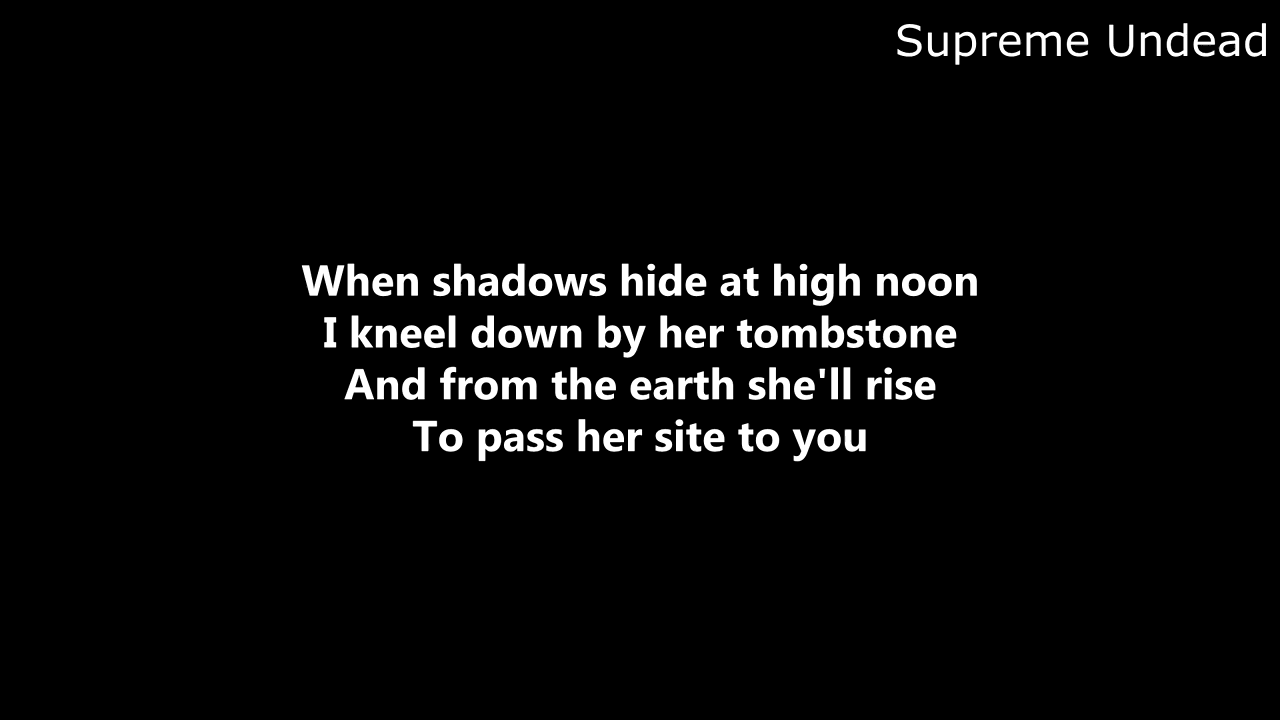 Supreme Undead
When shadows hide at high noon
I kneel down by her tombstone
And from the earth she'll rise
To pass her site to you